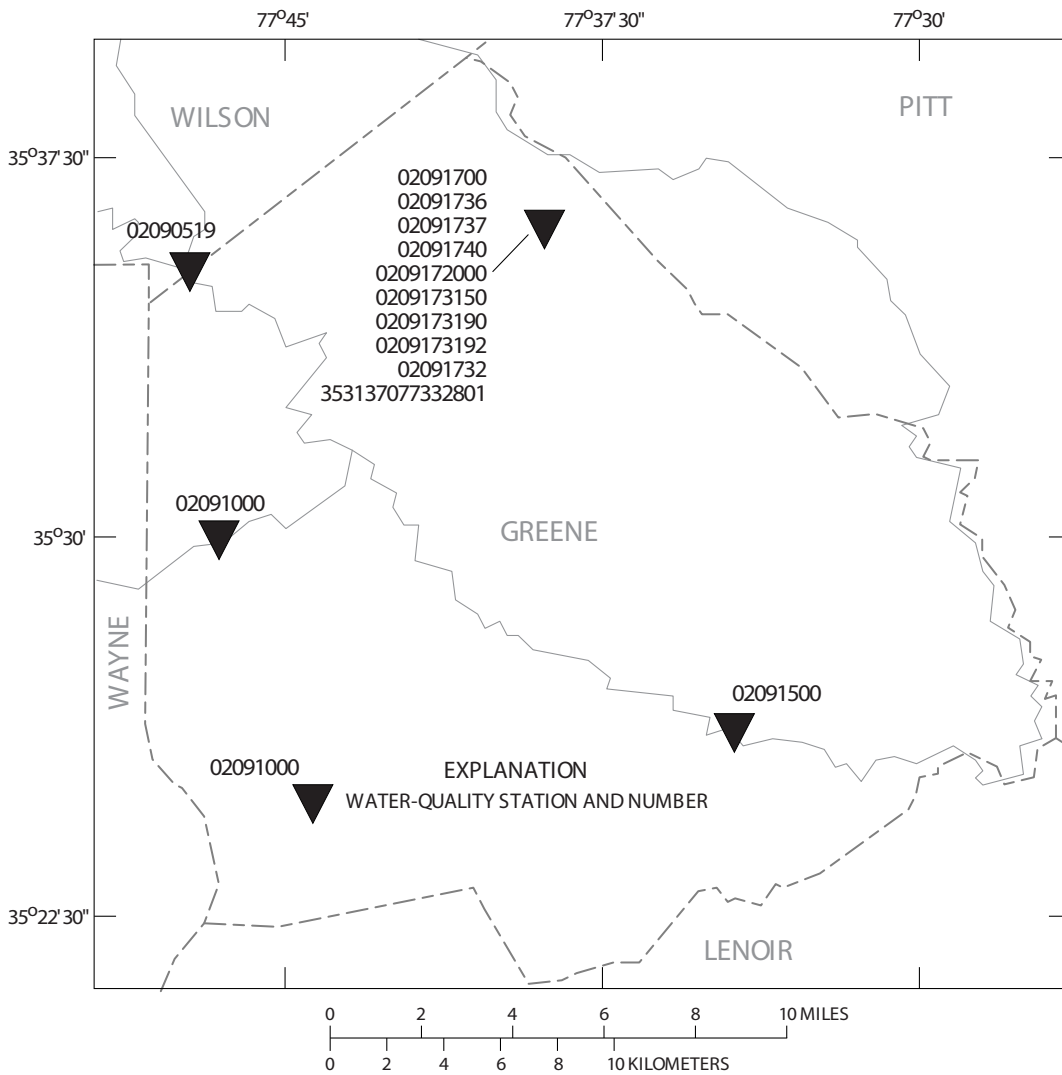 77°45'
77°37'30"
77°30'
WILSON
PITT
35°37'30"
02091700
02091736
02091737
02091740
0209172000
0209173150
0209173190
0209173192
02091732
353137077332801
02090519
02091000
35°30'
GREENE
WAYNE
02091500
02091000
EXPLANATION
WATER-QUALITY STATION AND NUMBER
35°22'30"
LENOIR
0 2 4 6 8 10 MILES
0 2 4 6 8 10 KILOMETERS